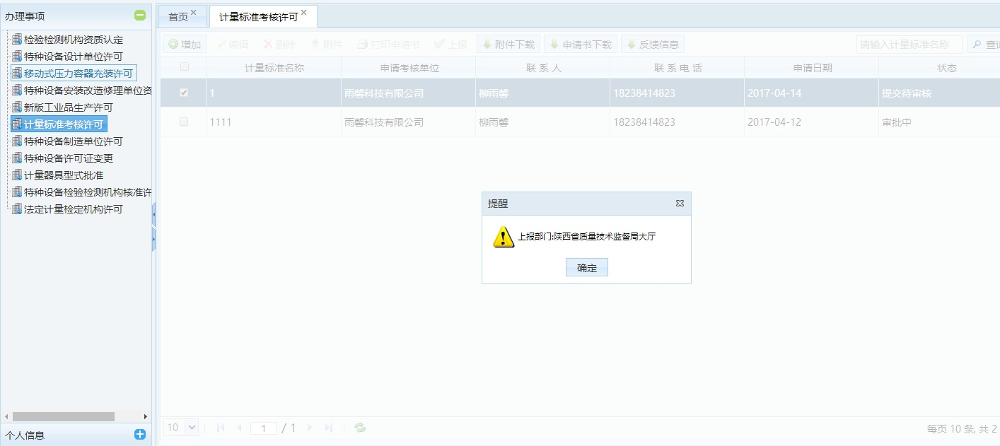 办理事项
检验检测机构资质认定
特种设备设计单位许可
移动式压力容器充装许可
特种设备安装改造修理单位资
新版工业品生产许可
计量标准考核许可
特种设备制造单位许可
特种设备许可证变更
计量器具型式批准
特种设备检验检测机构核准许
法定计量检定机构许可
个人信息
首页 计量标准考核许可
增加 编辑 删除 附件 打印申请书 上报 附件下载 申请书下载 反馈信息 请输入计量标准名称 查询
计量标准名称 申请考核单位 联 系 人 联 系 电 话 申请日期 状态
1 雨馨科技有限公司 柳雨馨 18238414823 2017-04-14 提交待审核
1111 雨馨科技有限公司 柳雨馨 18238414823 2017-04-12 审批中
提醒
上报部门:陕西省质量技术监督局大厅
确定
10 1 / 1 每页 10 条, 共 2